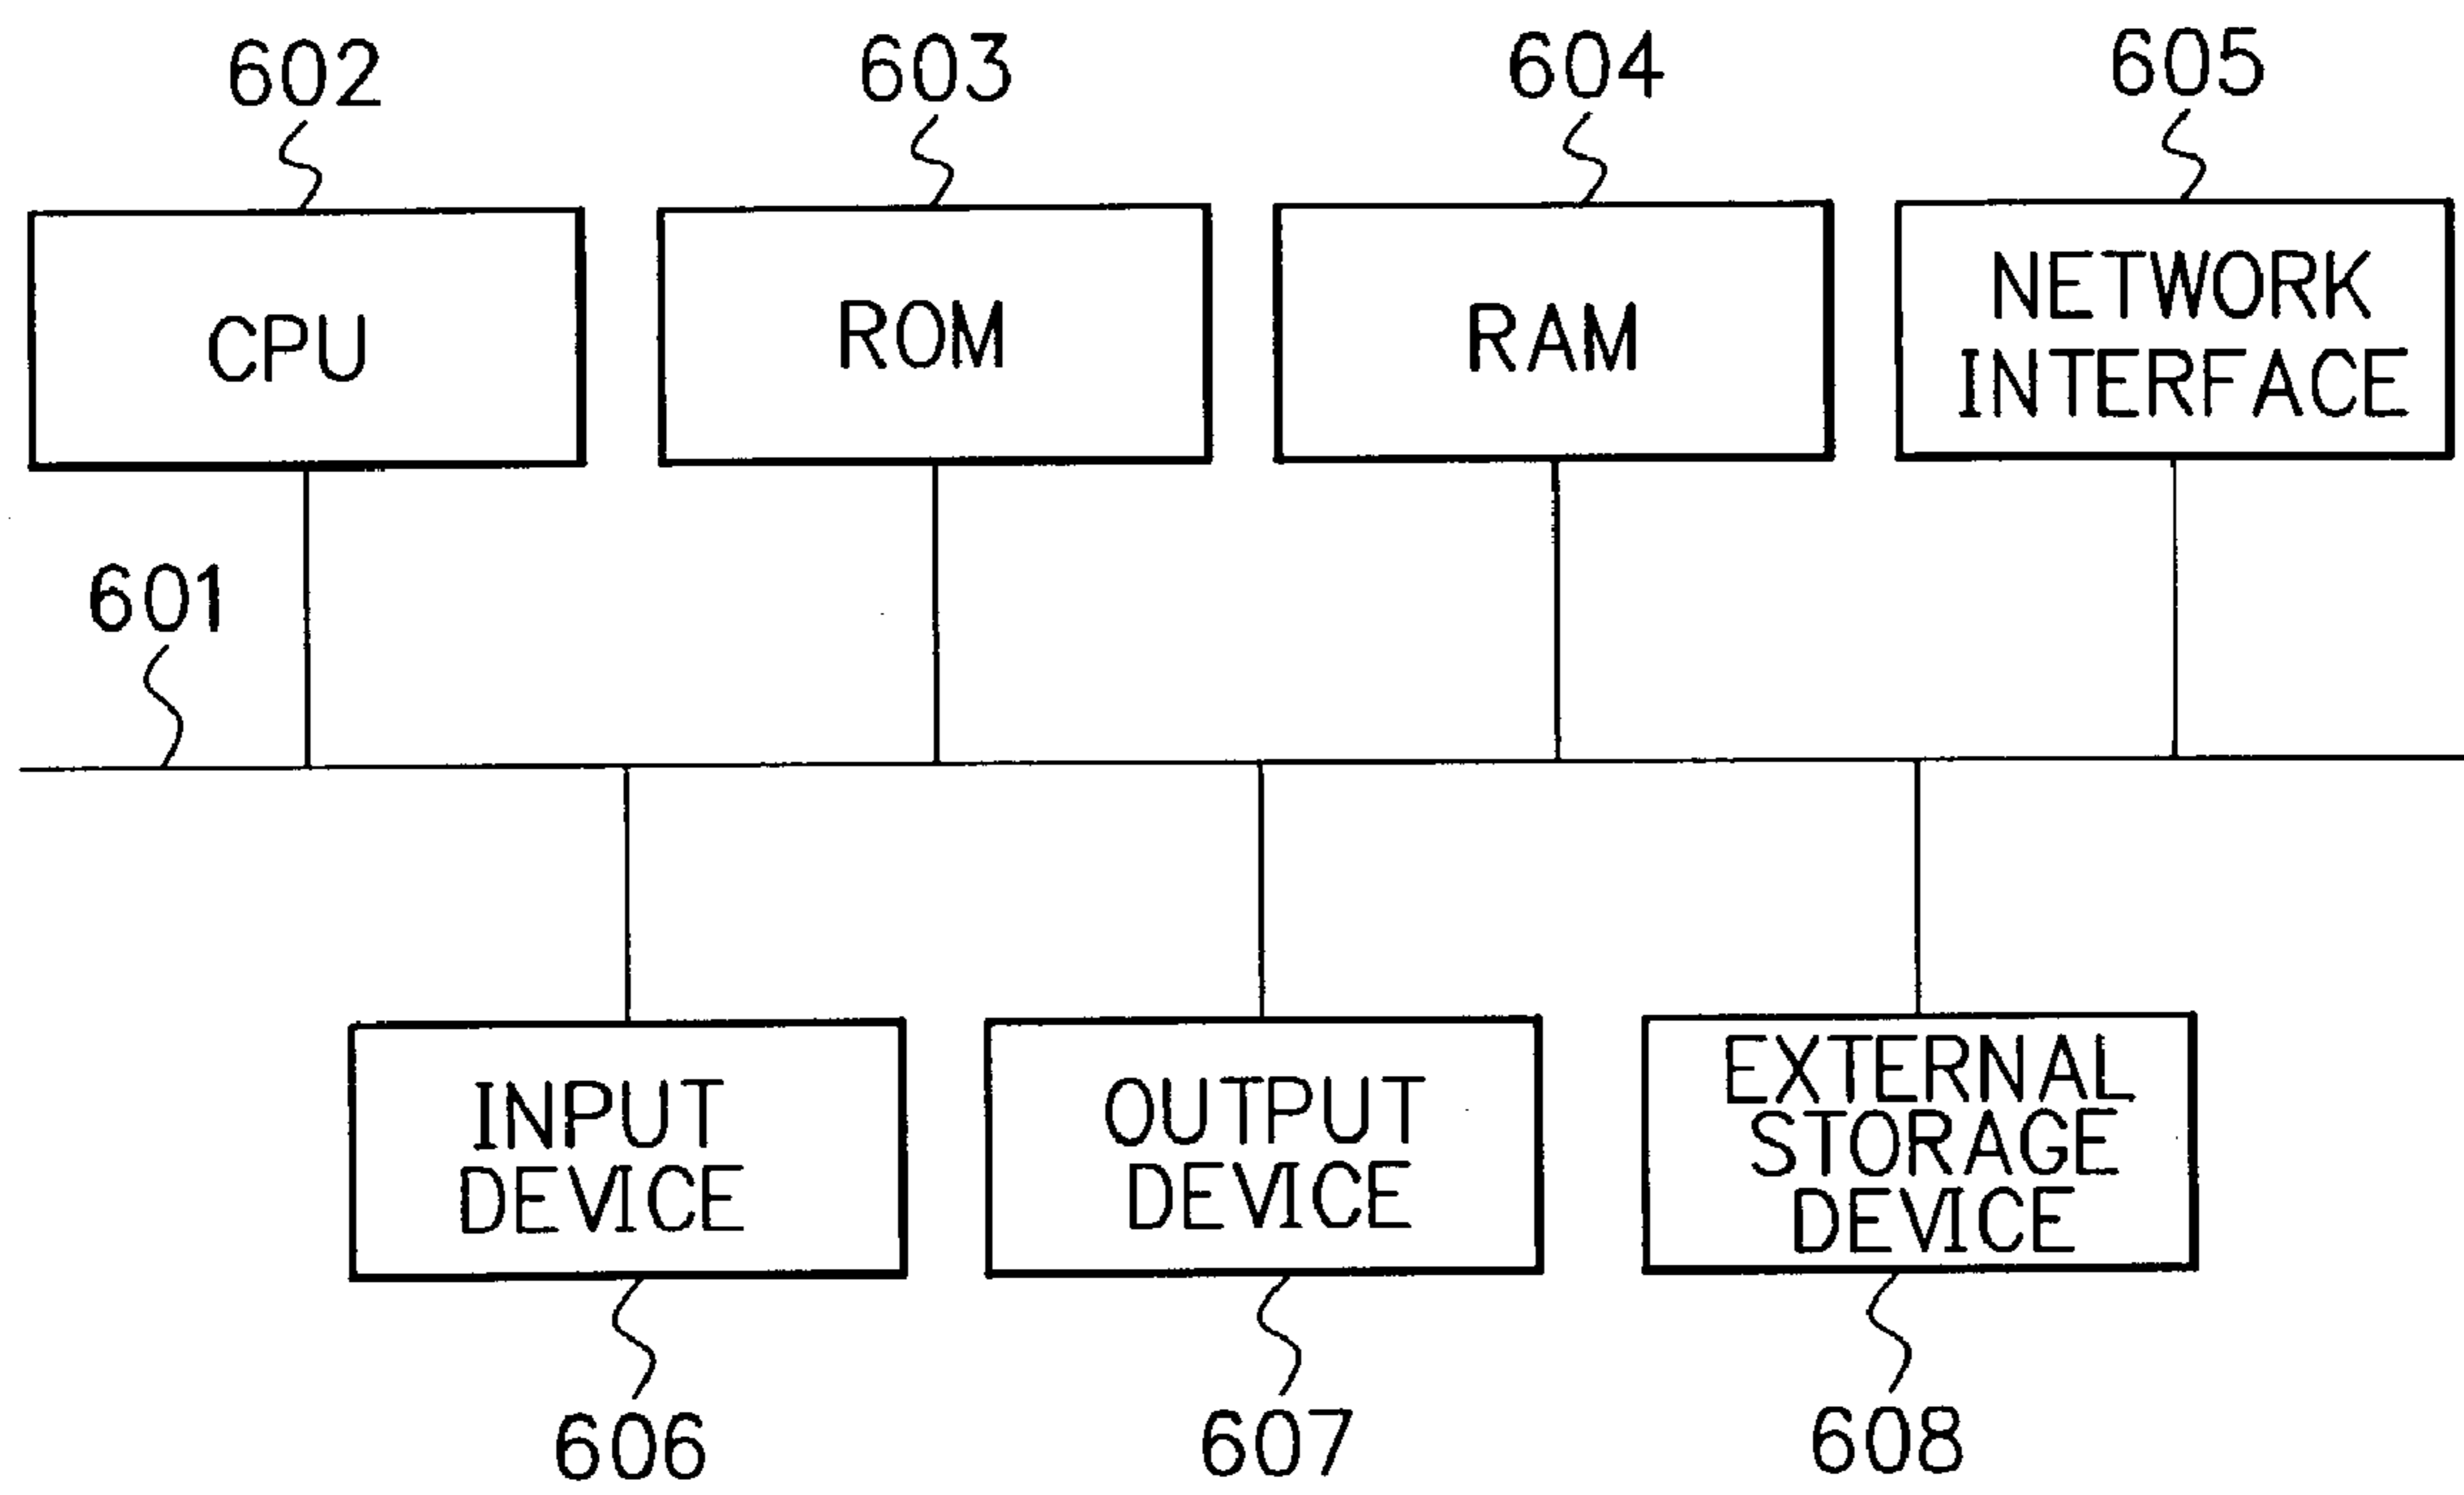 602
603
604
605
CPU
ROM
RAM
NETWORK
INTERFACE
601
INPUT
DEVICE
OUTPUT
DEVICE
EXTERNAL
STORAGE
DEVICE
606
607
608